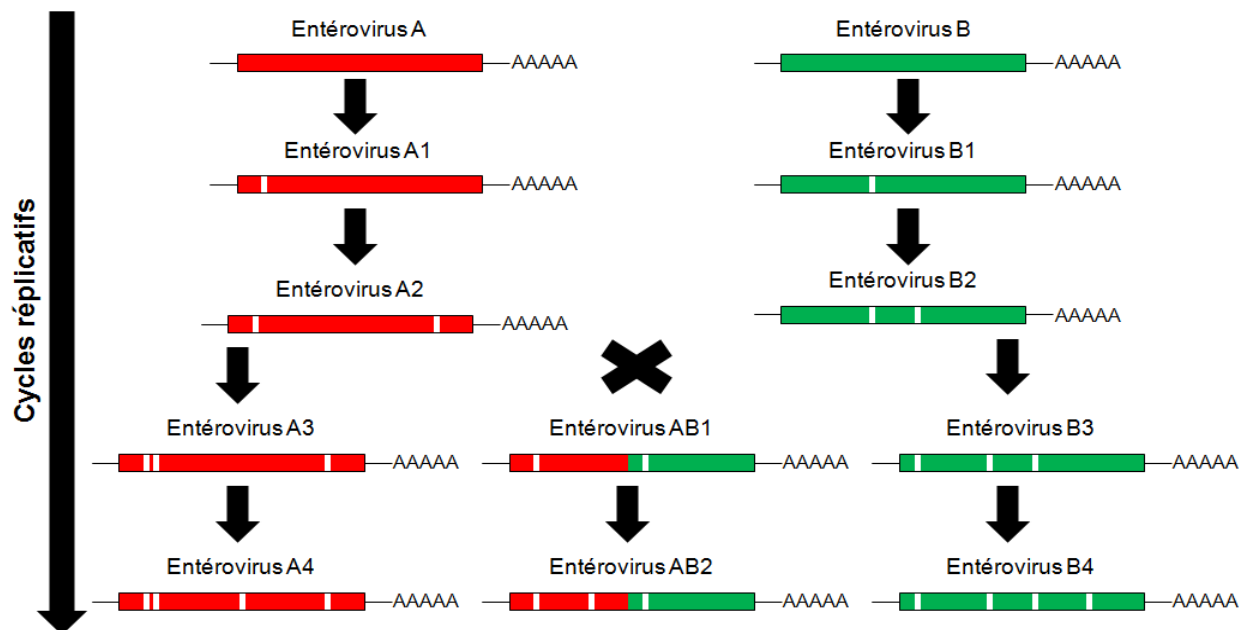 Entérovirus A
Entérovirus B
AAAAA
AAAAA
Entérovirus A1
Entérovirus B1
AAAAA
AAAAA
Entérovirus A2
Entérovirus B2
AAAAA
AAAAA
Cycles réplicatifs
Entérovirus A3
Entérovirus AB1
Entérovirus B3
AAAAA
AAAAA
AAAAA
Entérovirus A4
Entérovirus AB2
Entérovirus B4
AAAAA
AAAAA
AAAAA